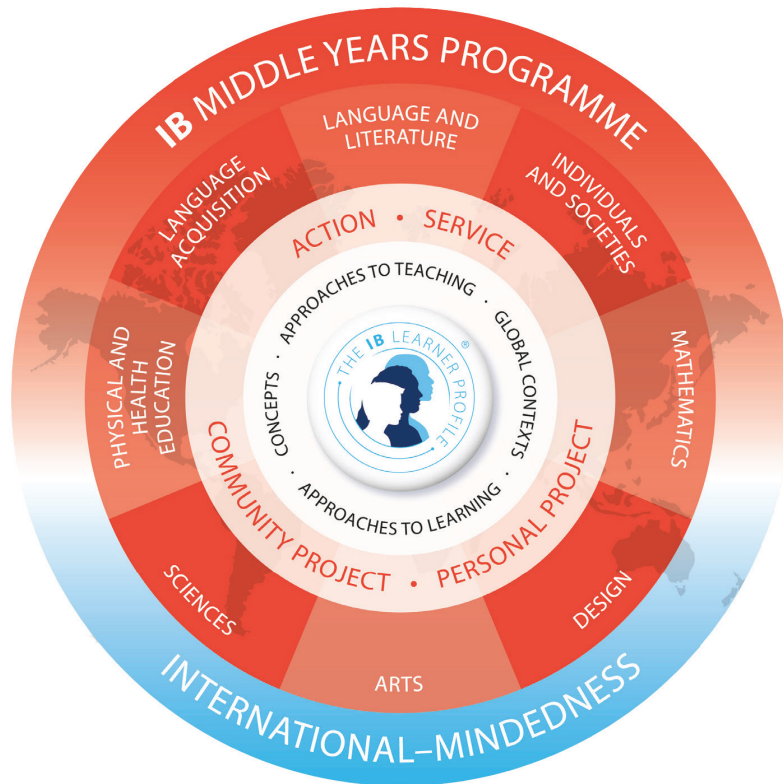 IB MIDDLE YEARS PROGRAMME
LANGUAGE AND
LITERATURE
INDIVIDUALS
AND SOCIETIES
MATHEMATICS
DESIGN
ARTS
SCIENCES
PHYSICAL AND
HEALTH
EDUCATION
LANGUAGE
ACQUISITION
ACTION • SERVICE
PERSONAL PROJECT
•
COMMUNITY PROJECT
APPROACHES TO TEACHING ·
GLOBAL CONTEXTS ·
APPROACHES TO LEARNING ·
CONCEPTS ·
· THE IB LEARNER PROFILE ·
®
INTERNATIONAL–MINDEDNESS